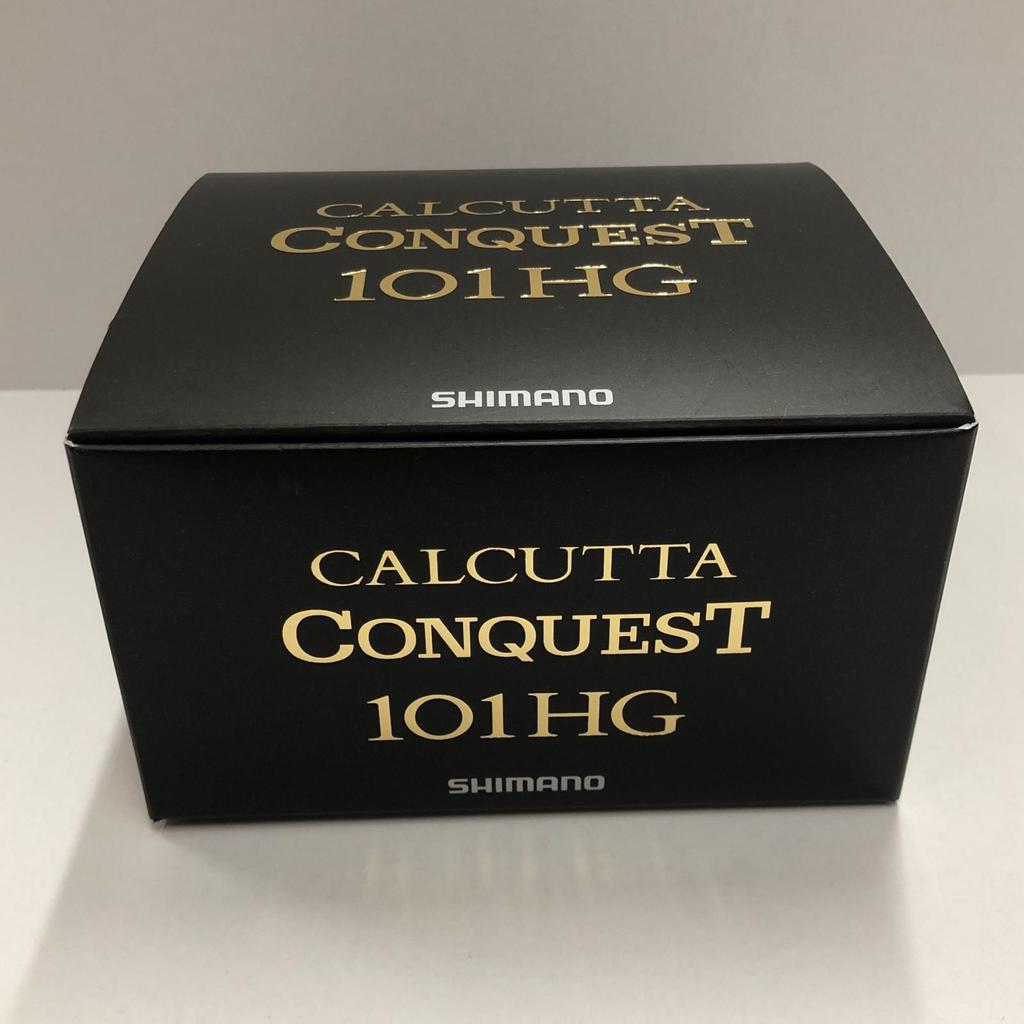 CALCUTTA
CONQUEST
101HG
SHIMANO
CALCUTTA
CONQUEST
101HG
SHIMANO